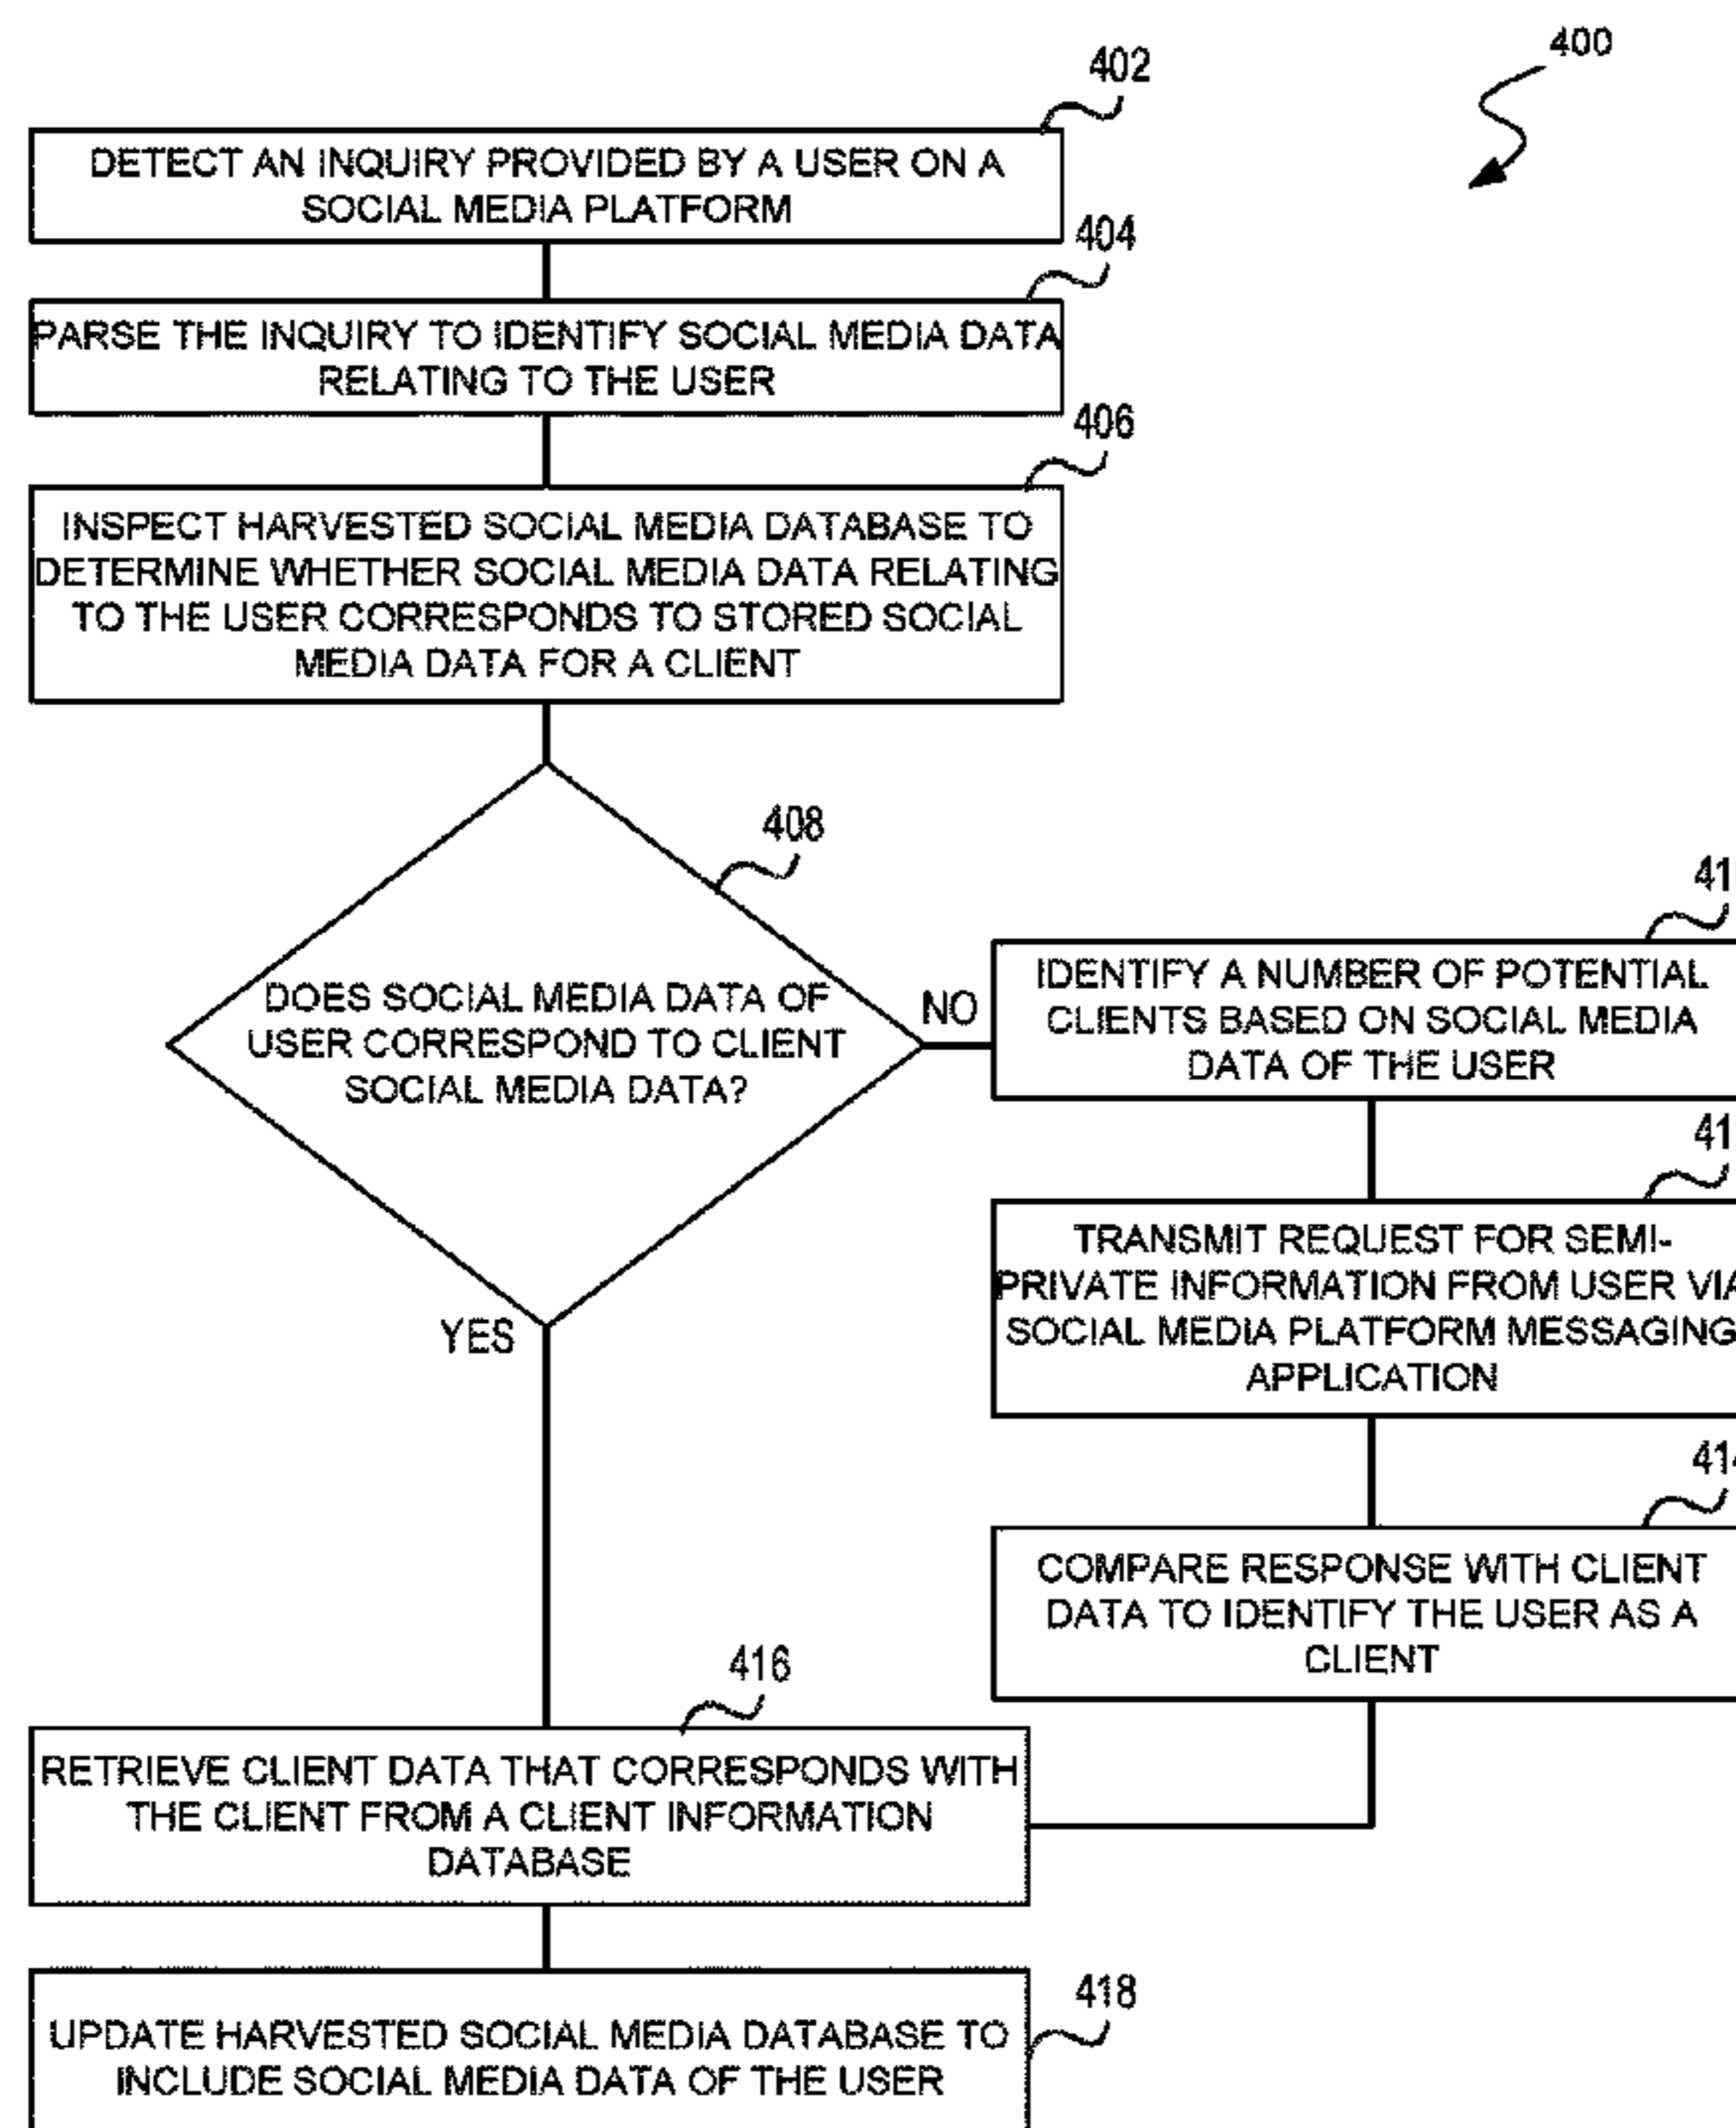 400
402
DETECT AN INQUIRY PROVIDED BY A USER ON A
SOCIAL MEDIA PLATFORM
404
PARSE THE INQUIRY TO IDENTIFY SOCIAL MEDIA DATA
RELATING TO THE USER
406
INSPECT HARVESTED SOCIAL MEDIA DATABASE TO
DETERMINE WHETHER SOCIAL MEDIA DATA RELATING
TO THE USER CORRESPONDS TO STORED SOCIAL
MEDIA DATA FOR A CLIENT
408
DOES SOCIAL MEDIA DATA OF
USER CORRESPOND TO CLIENT
SOCIAL MEDIA DATA?
NO
YES
41
IDENTIFY A NUMBER OF POTENTIAL
CLIENTS BASED ON SOCIAL MEDIA
DATA OF THE USER
41
TRANSMIT REQUEST FOR SEMI-
PRIVATE INFORMATION FROM USER VIA
SOCIAL MEDIA PLATFORM MESSAGING
APPLICATION
414
COMPARE RESPONSE WITH CLIENT
DATA TO IDENTIFY THE USER AS A
CLIENT
416
RETRIEVE CLIENT DATA THAT CORRESPONDS WITH
THE CLIENT FROM A CLIENT INFORMATION
DATABASE
418
UPDATE HARVESTED SOCIAL MEDIA DATABASE TO
INCLUDE SOCIAL MEDIA DATA OF THE USER